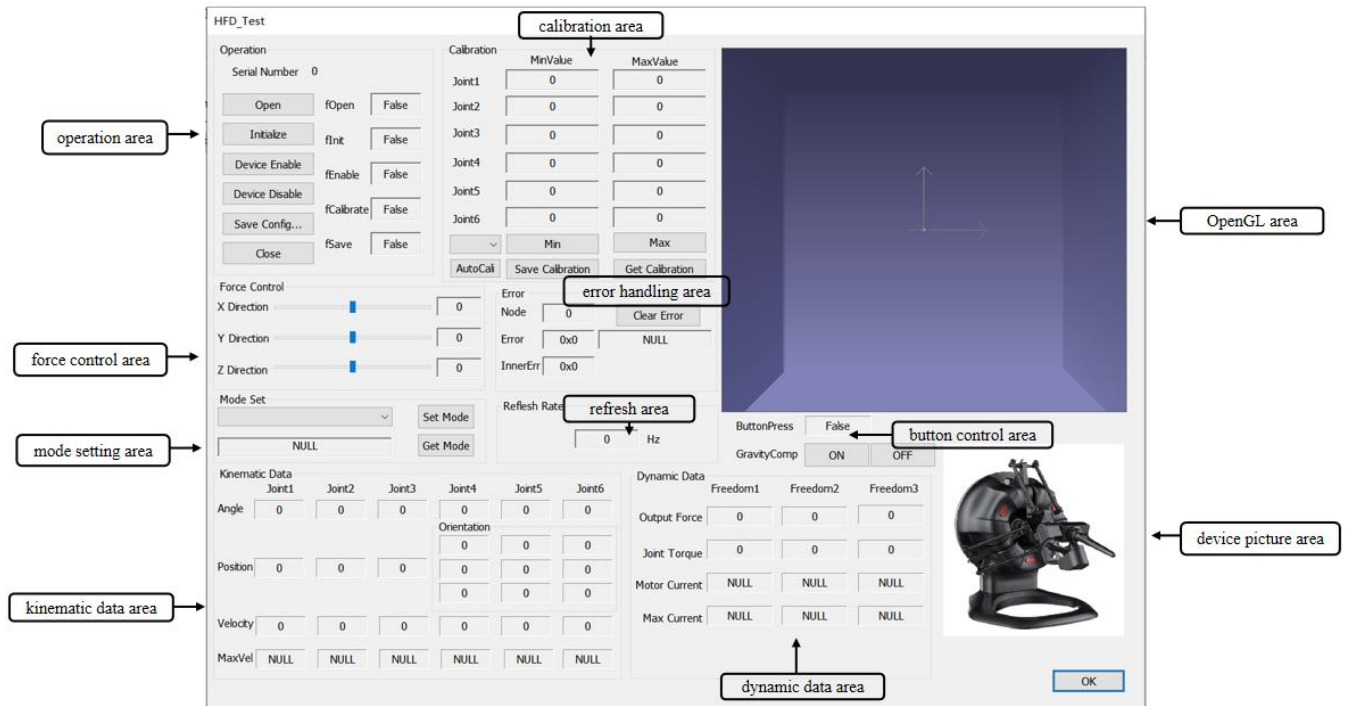 HFD_Test
calibration area
Operation
Serial Number 0
Open fOpen False
Initialize fInit False
Device Enable fEnable False
Device Disable
fCalibrate False
Save Config...
fSave False
Close
operation area
Calibration
MinValue MaxValue
Joint1 0 0
Joint2 0 0
Joint3 0 0
Joint4 0 0
Joint5 0 0
Joint6 0 0
Min Max
AutoCali Save Calibration Get Calibration
OpenGL area
Force Control
X Direction 0
Y Direction 0
Z Direction 0
force control area
error handling area
Error
Node 0 Clear Error
Error 0x0 NULL
InnerErr 0x0
Mode Set
Set Mode
NULL Get Mode
mode setting area
Reflesh Rate
refresh area
0 Hz
ButtonPress False
button control area
GravityComp ON OFF
Kinematic Data
Joint1 Joint2 Joint3 Joint4 Joint5 Joint6
Angle 0 0 0 0 0 0
Orientation
0 0 0
Position 0 0 0 0 0 0
0 0 0
Velocity 0 0 0 0 0 0
MaxVel NULL NULL NULL NULL NULL NULL
kinematic data area
Dynamic Data
Freedom1 Freedom2 Freedom3
Output Force 0 0 0
Joint Torque 0 0 0
Motor Current NULL NULL NULL
Max Current NULL NULL NULL
dynamic data area
device picture area
OK